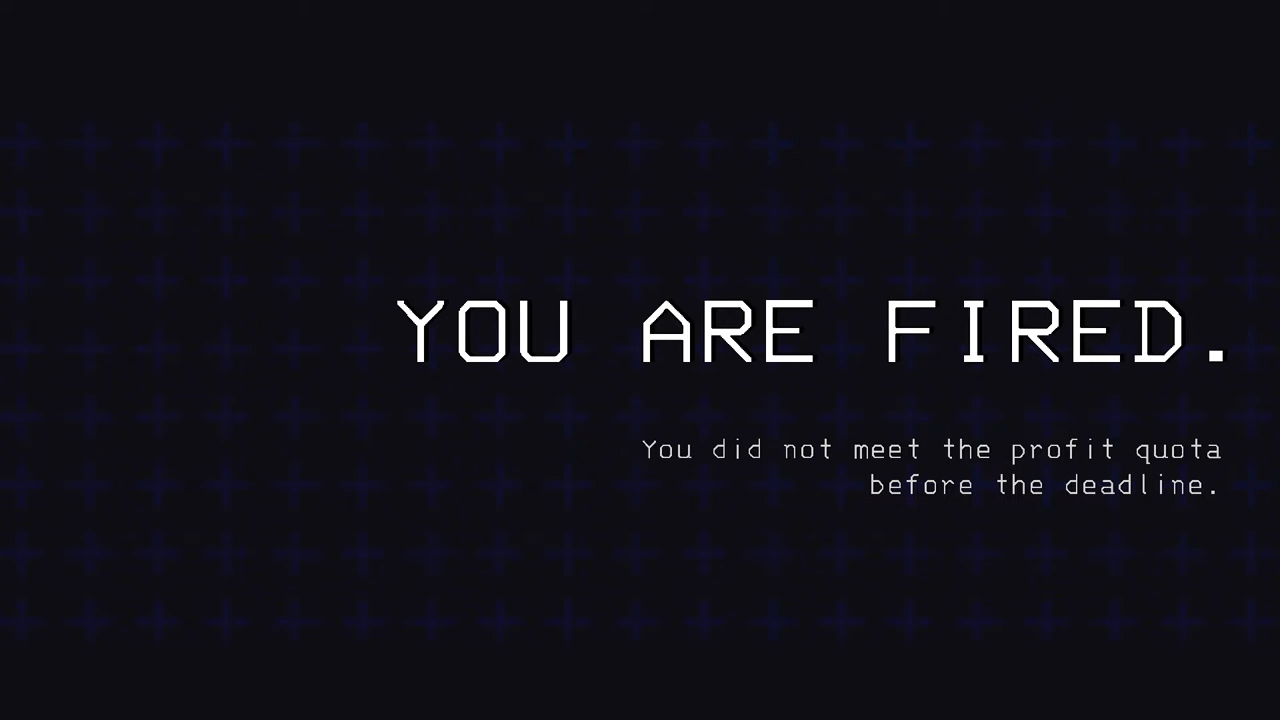 YOU ARE FIRED.
You did not meet the profit quota
before the deadline.